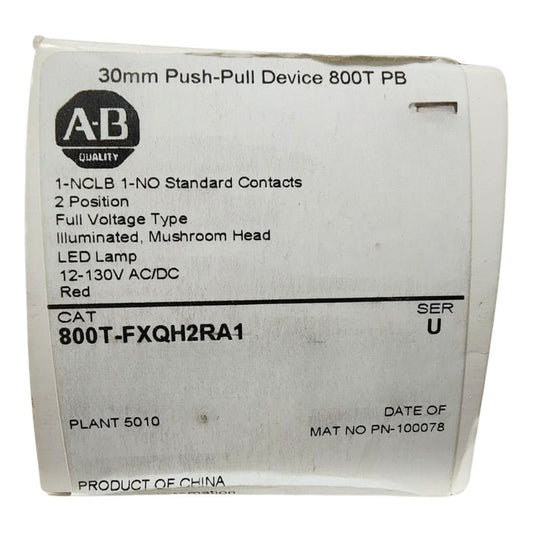 30mm Push-Pull Device 800T PB
A-B
QUALITY
1-NCLB 1-NO Standard Contacts
2 Position
Full Voltage Type
Illuminated, Mushroom Head
LED Lamp
12-130V AC/DC
Red
CAT
SER
800T-FXQH2RA1
U
PLANT 5010
DATE OF
MAT NO PN-100078
PRODUCT OF CHINA